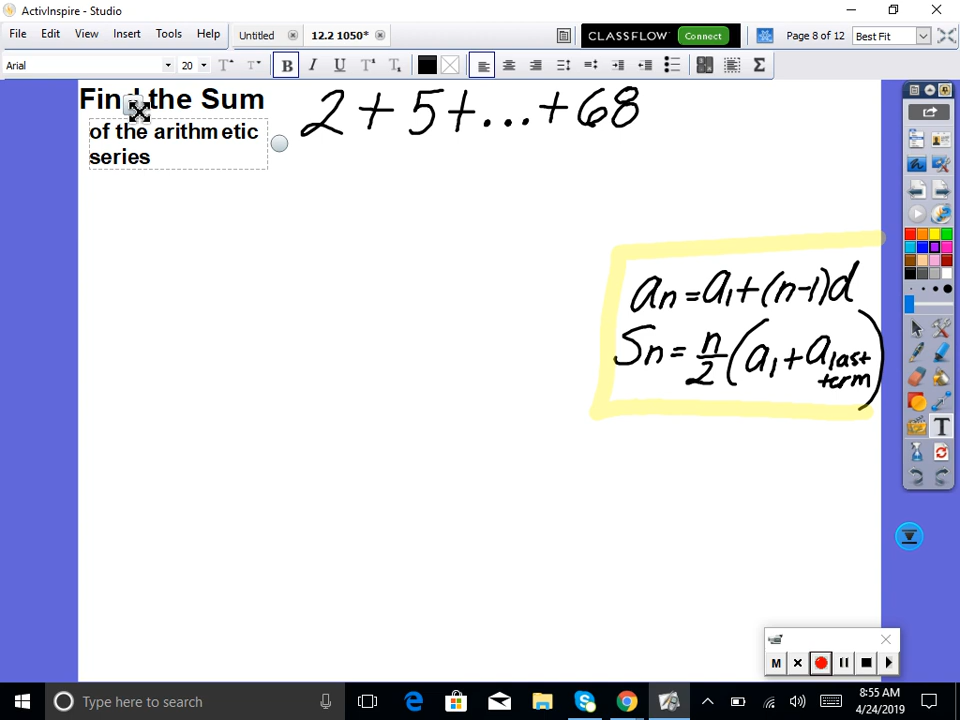 ActivInspire - Studio
File Edit View Insert Tools Help Untitled 12.2 1050* CLASSFLOW Connect Page 8 of 12 Best Fit
Arial 20 B I U T T Σ
Find the Sum
of the arithmetic
series
2 + 5 + ... + 68
an = a1 + (n-1)d
Sn = n/2 (a1 + a last term)
T
M
Type here to search
8:55 AM
4/24/2019